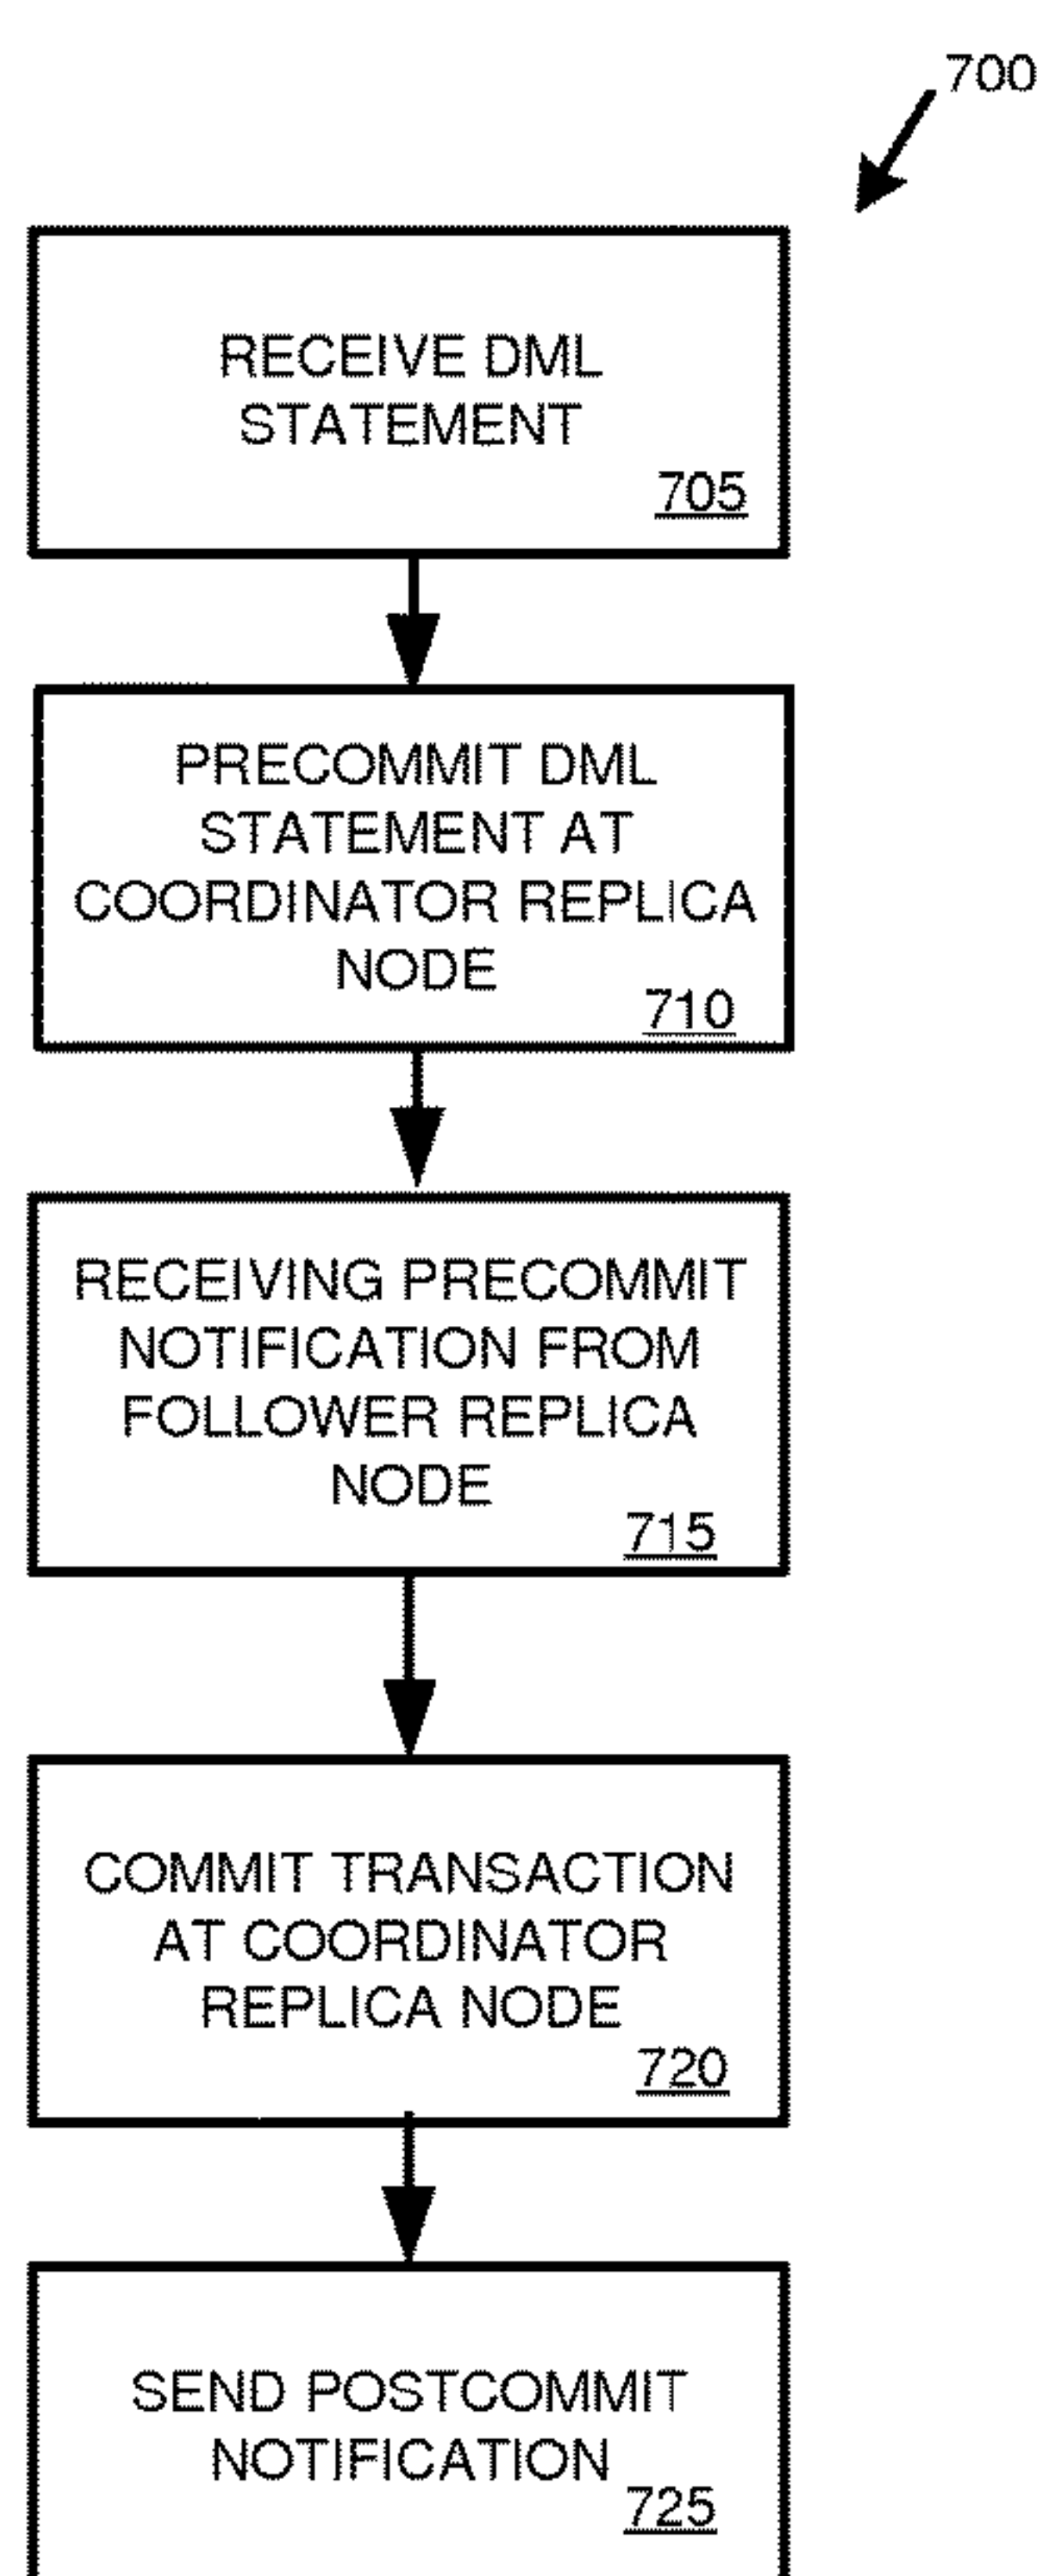 700
RECEIVE DML
STATEMENT
705
PRECOMMIT DML
STATEMENT AT
COORDINATOR REPLICA
NODE
710
RECEIVING PRECOMMIT
NOTIFICATION FROM
FOLLOWER REPLICA
NODE
715
COMMIT TRANSACTION
AT COORDINATOR
REPLICA NODE
720
SEND POSTCOMMIT
NOTIFICATION
725